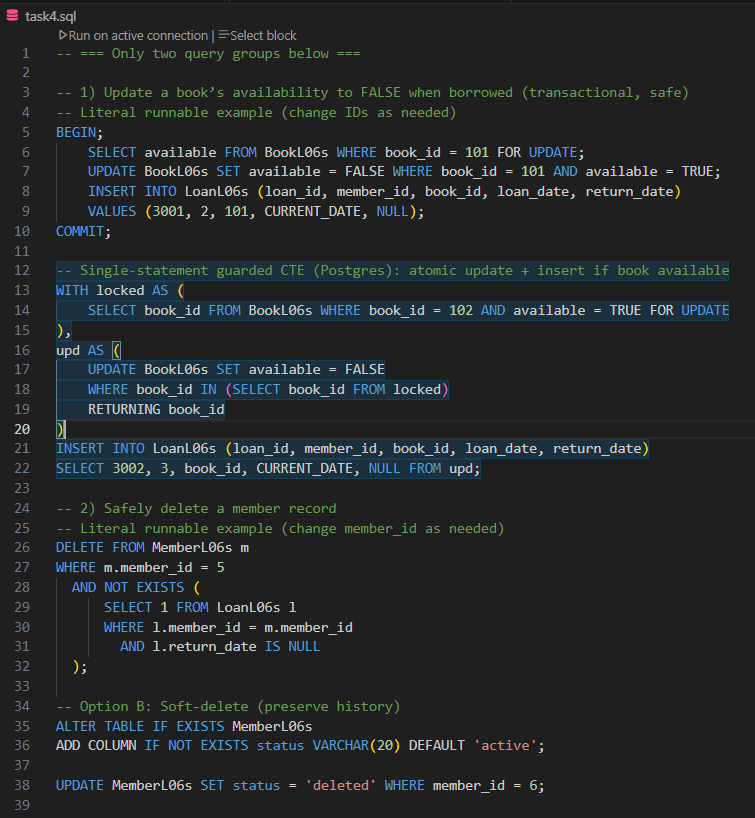 task4.sql
Run on active connection | Select block
1 -- === Only two query groups below ===
2
3 -- 1) Update a book’s availability to FALSE when borrowed (transactional, safe)
4 -- Literal runnable example (change IDs as needed)
5 BEGIN;
6     SELECT available FROM BookL06s WHERE book_id = 101 FOR UPDATE;
7     UPDATE BookL06s SET available = FALSE WHERE book_id = 101 AND available = TRUE;
8     INSERT INTO LoanL06s (loan_id, member_id, book_id, loan_date, return_date)
9     VALUES (3001, 2, 101, CURRENT_DATE, NULL);
10 COMMIT;
11
12 -- Single-statement guarded CTE (Postgres): atomic update + insert if book available
13 WITH locked AS (
14     SELECT book_id FROM BookL06s WHERE book_id = 102 AND available = TRUE FOR UPDATE
15 ),
16 upd AS (
17     UPDATE BookL06s SET available = FALSE
18     WHERE book_id IN (SELECT book_id FROM locked)
19     RETURNING book_id
20 )
21 INSERT INTO LoanL06s (loan_id, member_id, book_id, loan_date, return_date)
22 SELECT 3002, 3, book_id, CURRENT_DATE, NULL FROM upd;
23
24 -- 2) Safely delete a member record
25 -- Literal runnable example (change member_id as needed)
26 DELETE FROM MemberL06s m
27 WHERE m.member_id = 5
28   AND NOT EXISTS (
29       SELECT 1 FROM LoanL06s l
30       WHERE l.member_id = m.member_id
31         AND l.return_date IS NULL
32   );
33
34 -- Option B: Soft-delete (preserve history)
35 ALTER TABLE IF EXISTS MemberL06s
36 ADD COLUMN IF NOT EXISTS status VARCHAR(20) DEFAULT 'active';
37
38 UPDATE MemberL06s SET status = 'deleted' WHERE member_id = 6;
39